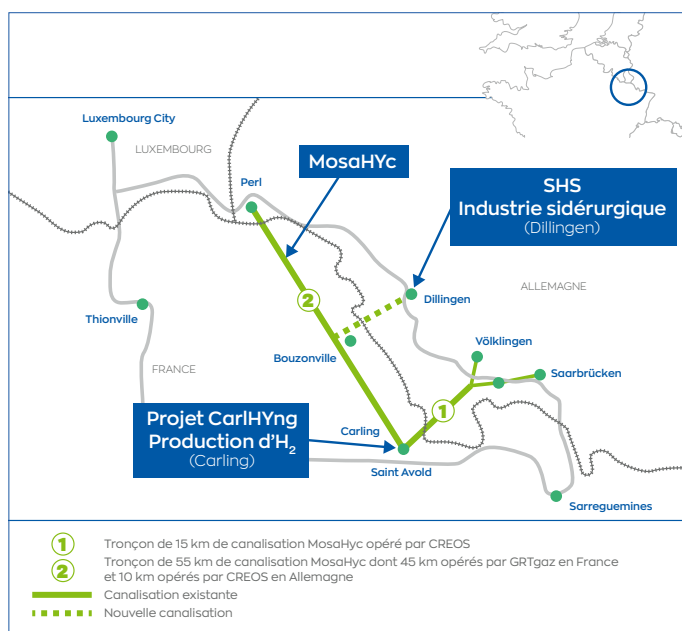 Luxembourg City
LUXEMBOURG
MosaHYc
Perl
SHS
Industrie sidérurgique
(Dillingen)
2
Dillingen
ALLEMAGNE
Thionville
Bouzonville
Völklingen
FRANCE
Saarbrücken
1
Projet CarlHYng
Production d'H₂
(Carling)
Carling
Saint Avold
Sarreguemines
1 Tronçon de 15 km de canalisation MosaHyc opéré par CREOS
2 Tronçon de 55 km de canalisation MosaHyc dont 45 km opérés par GRTgaz en France
et 10 km opérés par CREOS en Allemagne
Canalisation existante
Nouvelle canalisation